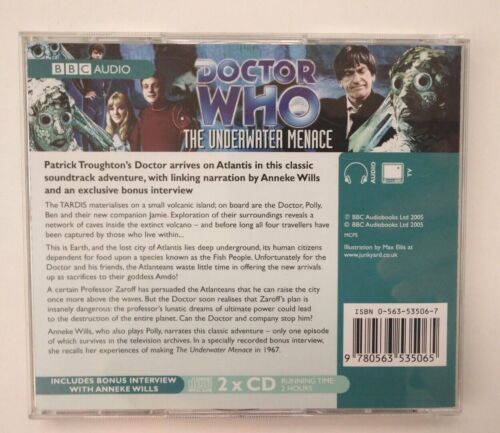 BBC AUDIO
DOCTOR
WHO
THE UNDERWATER MENACE
Patrick Troughton's Doctor arrives on Atlantis in this classic
soundtrack adventure, with linking narration by Anneke Wills
and an exclusive bonus interview
The TARDIS materialises on a small volcanic island; on board are the Doctor, Polly,
Ben and their new companion Jamie. Exploration of their surroundings reveals a
network of caves inside the extinct volcano – and before long all four travellers have
been captured by those who live within...
This is Earth, and the lost city of Atlantis lies deep underground, its human citizens
dependent for food upon a species known as the Fish People. Unfortunately for the
Doctor and his friends, the Atlanteans waste little time in offering the new arrivals
up as sacrifices to their goddess Amdo!
A certain Professor Zaroff has persuaded the Atlanteans that he can raise the city
once more above the waves. But the Doctor soon realises that Zaroff's plan is
insanely dangerous: the professor's lunatic dreams of ultimate power could lead
to the destruction of the entire planet. Can the Doctor and company stop him?
Anneke Wills, who also plays Polly, narrates this classic adventure – only one episode
of which survives in the television archives. In a specially recorded bonus interview,
she recalls her experiences of making The Underwater Menace in 1967.
INCLUDES BONUS INTERVIEW
WITH ANNEKE WILLS
2 x CD
RUNNING TIME:
2 HOURS
AUDIO
TV
℗ BBC Audiobooks Ltd 2005
© BBC Audiobooks Ltd 2005
MCPS
Illustration by Max Ellis at
www.junkyard.co.uk
ISBN 0-563-53506-7
9 780563 535065